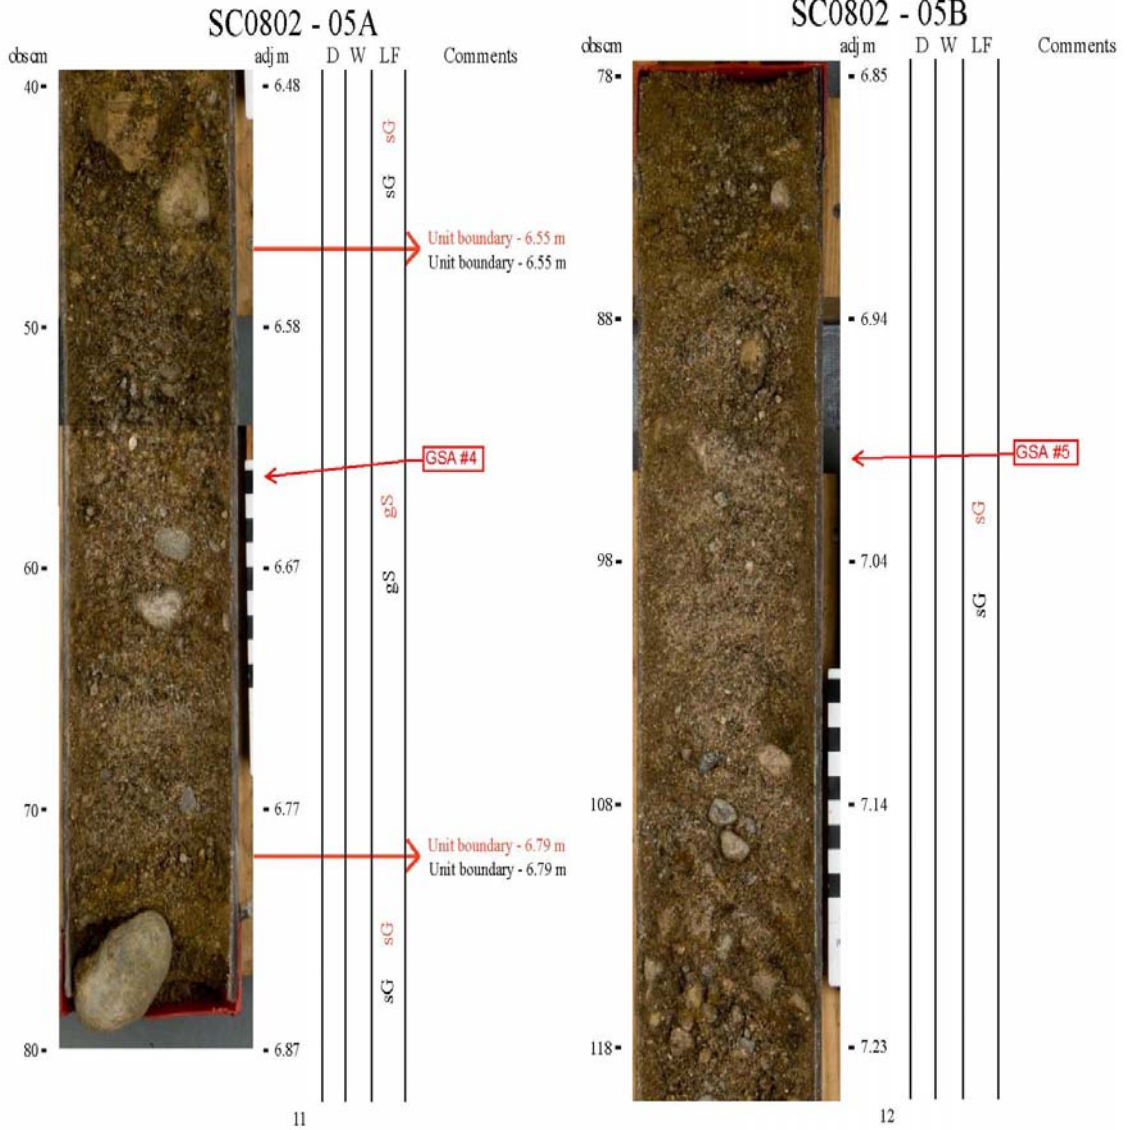 SC0802 - 05A
obs cm adj m D W LF Comments
40 - - 6.48
sG
sG
Unit boundary - 6.55 m
Unit boundary - 6.55 m
50 - - 6.58
GSA #4
gS
60 - - 6.67
gS
70 - - 6.77
Unit boundary - 6.79 m
Unit boundary - 6.79 m
sG
sG
80 - - 6.87
11
SC0802 - 05B
obs cm adj m D W LF Comments
78 - - 6.85
88 - - 6.94
GSA #5
sG
98 - - 7.04
sG
108 - - 7.14
118 - - 7.23
12